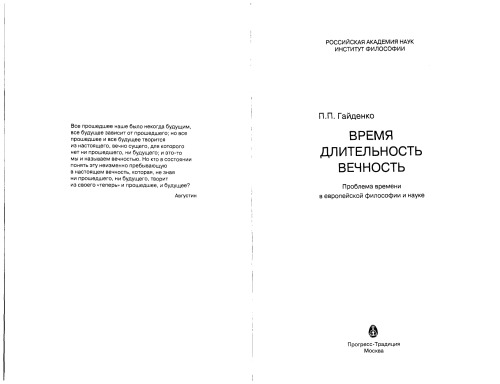 Все прошедшее наше было некогда будущим,
все будущее зависит от прошедшего; но все
прошедшее и все будущее творится
из настоящего, вечно сущего, для которого
нет ни прошедшего, ни будущего; и это-то
мы и называем вечностью. Но кто в состоянии
понять эту неизменно пребывающую
в настоящем вечность, которая, не зная
ни прошедшего, ни будущего, творит
из своего «теперь» и прошедшее, и будущее?
Августин
РОССИЙСКАЯ АКАДЕМИЯ НАУК
ИНСТИТУТ ФИЛОСОФИИ
П.П. Гайденко
ВРЕМЯ
ДЛИТЕЛЬНОСТЬ
ВЕЧНОСТЬ
Проблема времени
в европейской философии и науке
Прогресс-Традиция
Москва